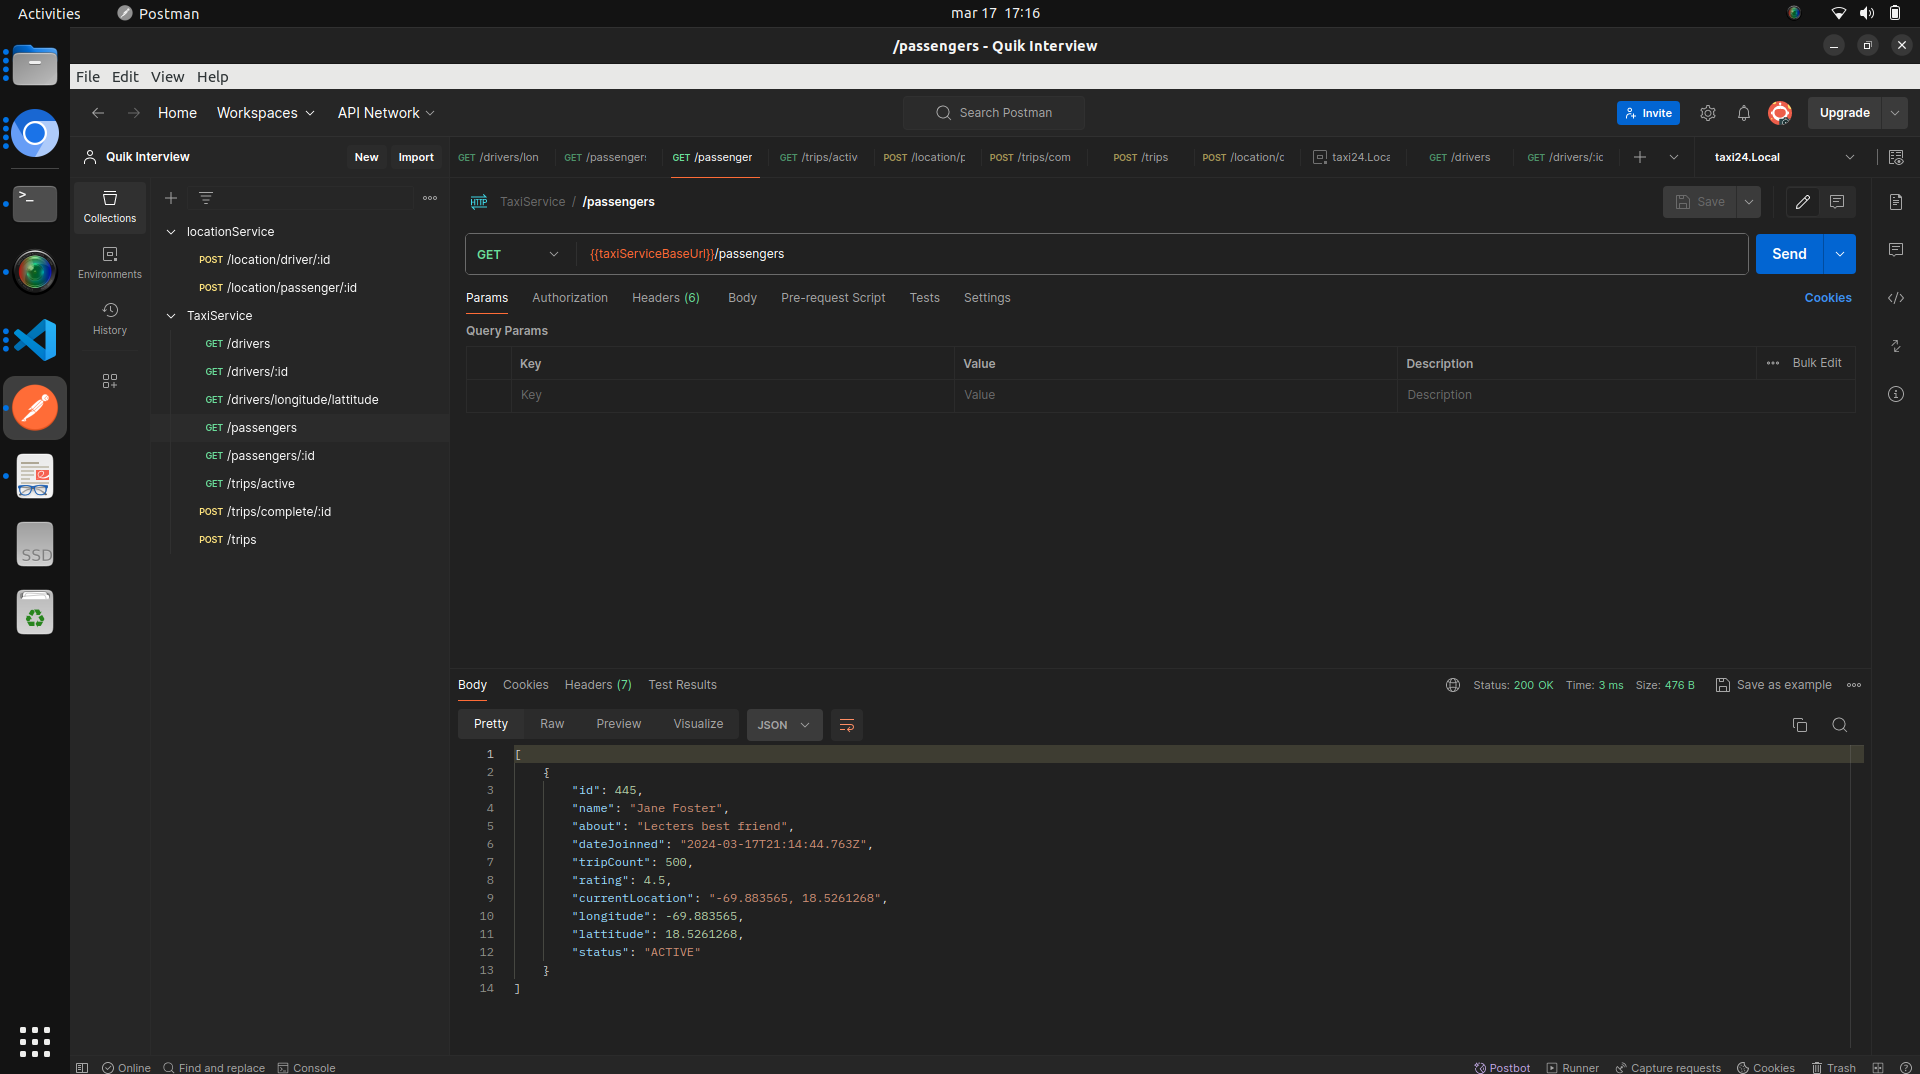 Activities Postman mar 17 17:16
/passengers - Quik Interview
File Edit View Help
Home Workspaces API Network Search Postman Invite Upgrade
Quik Interview New Import GET /drivers/lon GET /passenger GET /passenger GET /trips/activ POST /location/p POST /trips/com POST /trips POST /location/c taxi24.Loca GET /drivers GET /drivers/:ic taxi24.Local
Collections
Environments
History
locationService
POST /location/driver/:id
POST /location/passenger/:id
TaxiService
GET /drivers
GET /drivers/:id
GET /drivers/longitude/lattitude
GET /passengers
GET /passengers/:id
GET /trips/active
POST /trips/complete/:id
POST /trips
HTTP TaxiService / /passengers Save
GET {{taxiServiceBaseUrl}}/passengers Send
Params Authorization Headers (6) Body Pre-request Script Tests Settings Cookies
Query Params
Key Value Description Bulk Edit
Key Value Description
Body Cookies Headers (7) Test Results Status: 200 OK Time: 3 ms Size: 476 B Save as example
Pretty Raw Preview Visualize JSON
1 [
2 {
3 "id": 445,
4 "name": "Jane Foster",
5 "about": "Lecters best friend",
6 "dateJoinned": "2024-03-17T21:14:44.763Z",
7 "tripCount": 500,
8 "rating": 4.5,
9 "currentLocation": "-69.883565, 18.5261268",
10 "longitude": -69.883565,
11 "lattitude": 18.5261268,
12 "status": "ACTIVE"
13 }
14 ]
SSD
Online Find and replace Console Postbot Runner Capture requests Cookies Trash